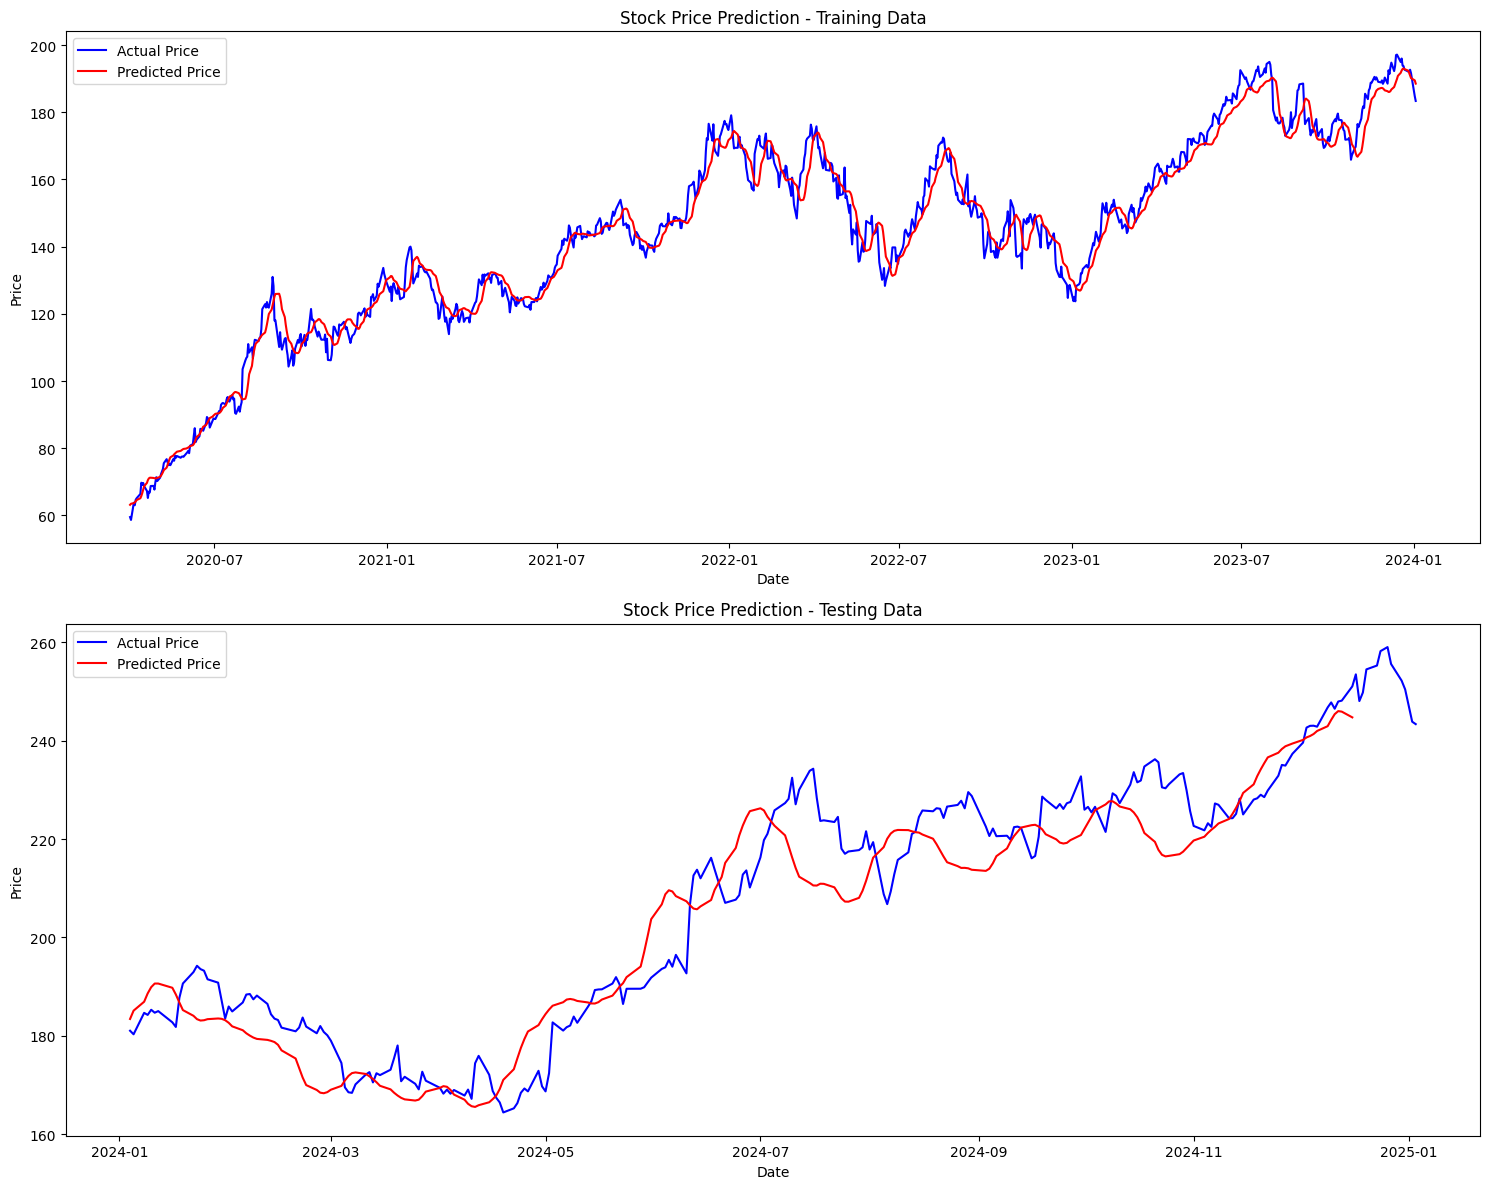 Stock Price Prediction - Training Data
Actual Price
Predicted Price
200
180
160
140
120
100
80
60
Price
2020-07 2021-01 2021-07 2022-01 2022-07 2023-01 2023-07 2024-01
Date
Stock Price Prediction - Testing Data
Actual Price
Predicted Price
260
240
220
200
180
160
Price
2024-01 2024-03 2024-05 2024-07 2024-09 2024-11 2025-01
Date